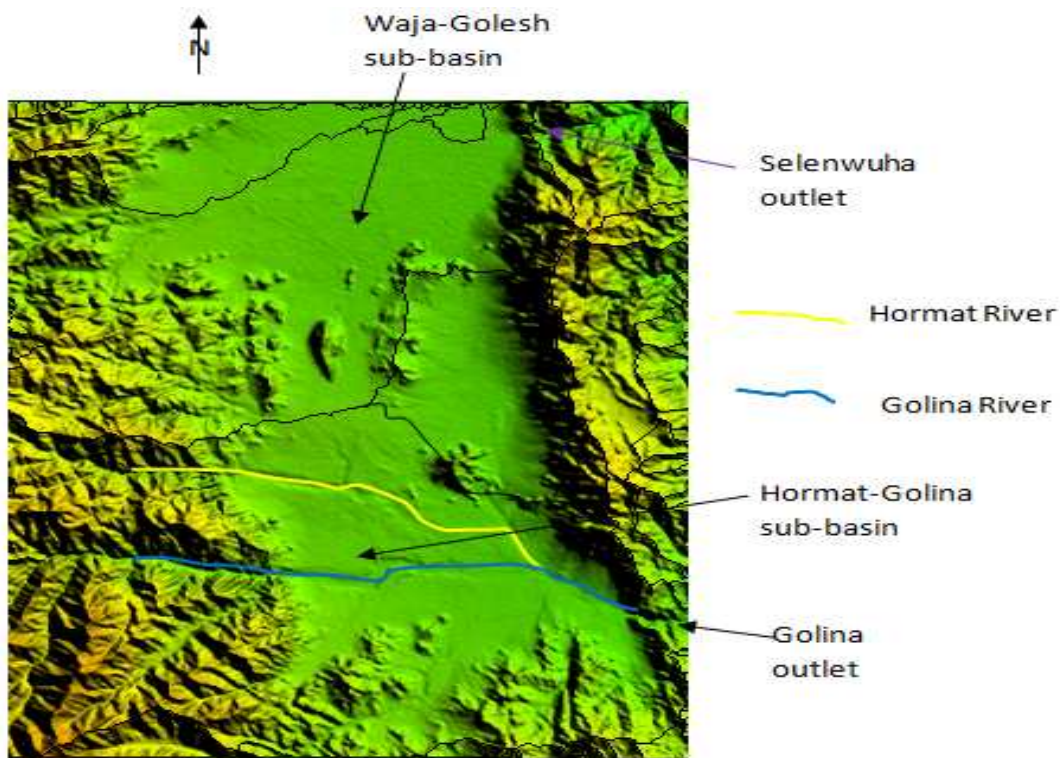 N
Waja-Golesh
sub-basin
Selenwuha
outlet
Hormat River
Golina River
Hormat-Golina
sub-basin
Golina
outlet